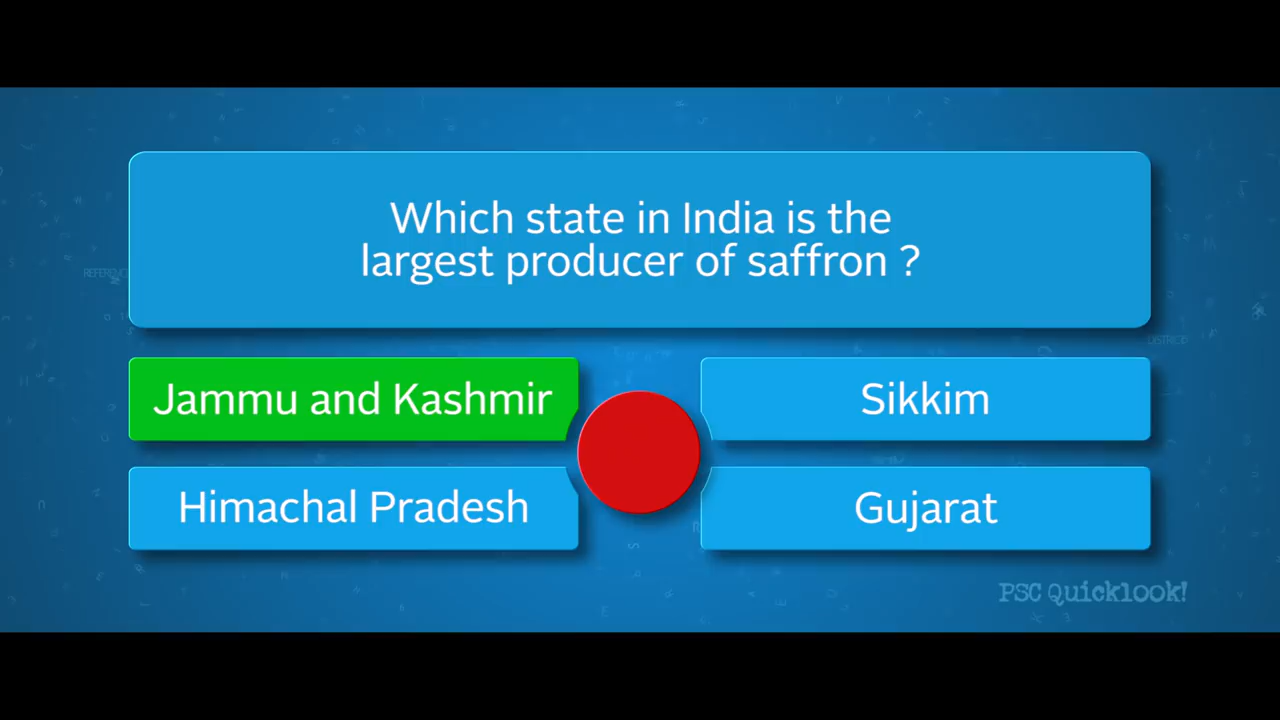 Which state in India is the
largest producer of saffron ?
Jammu and Kashmir
Sikkim
Himachal Pradesh
Gujarat
PSC Quicklook!